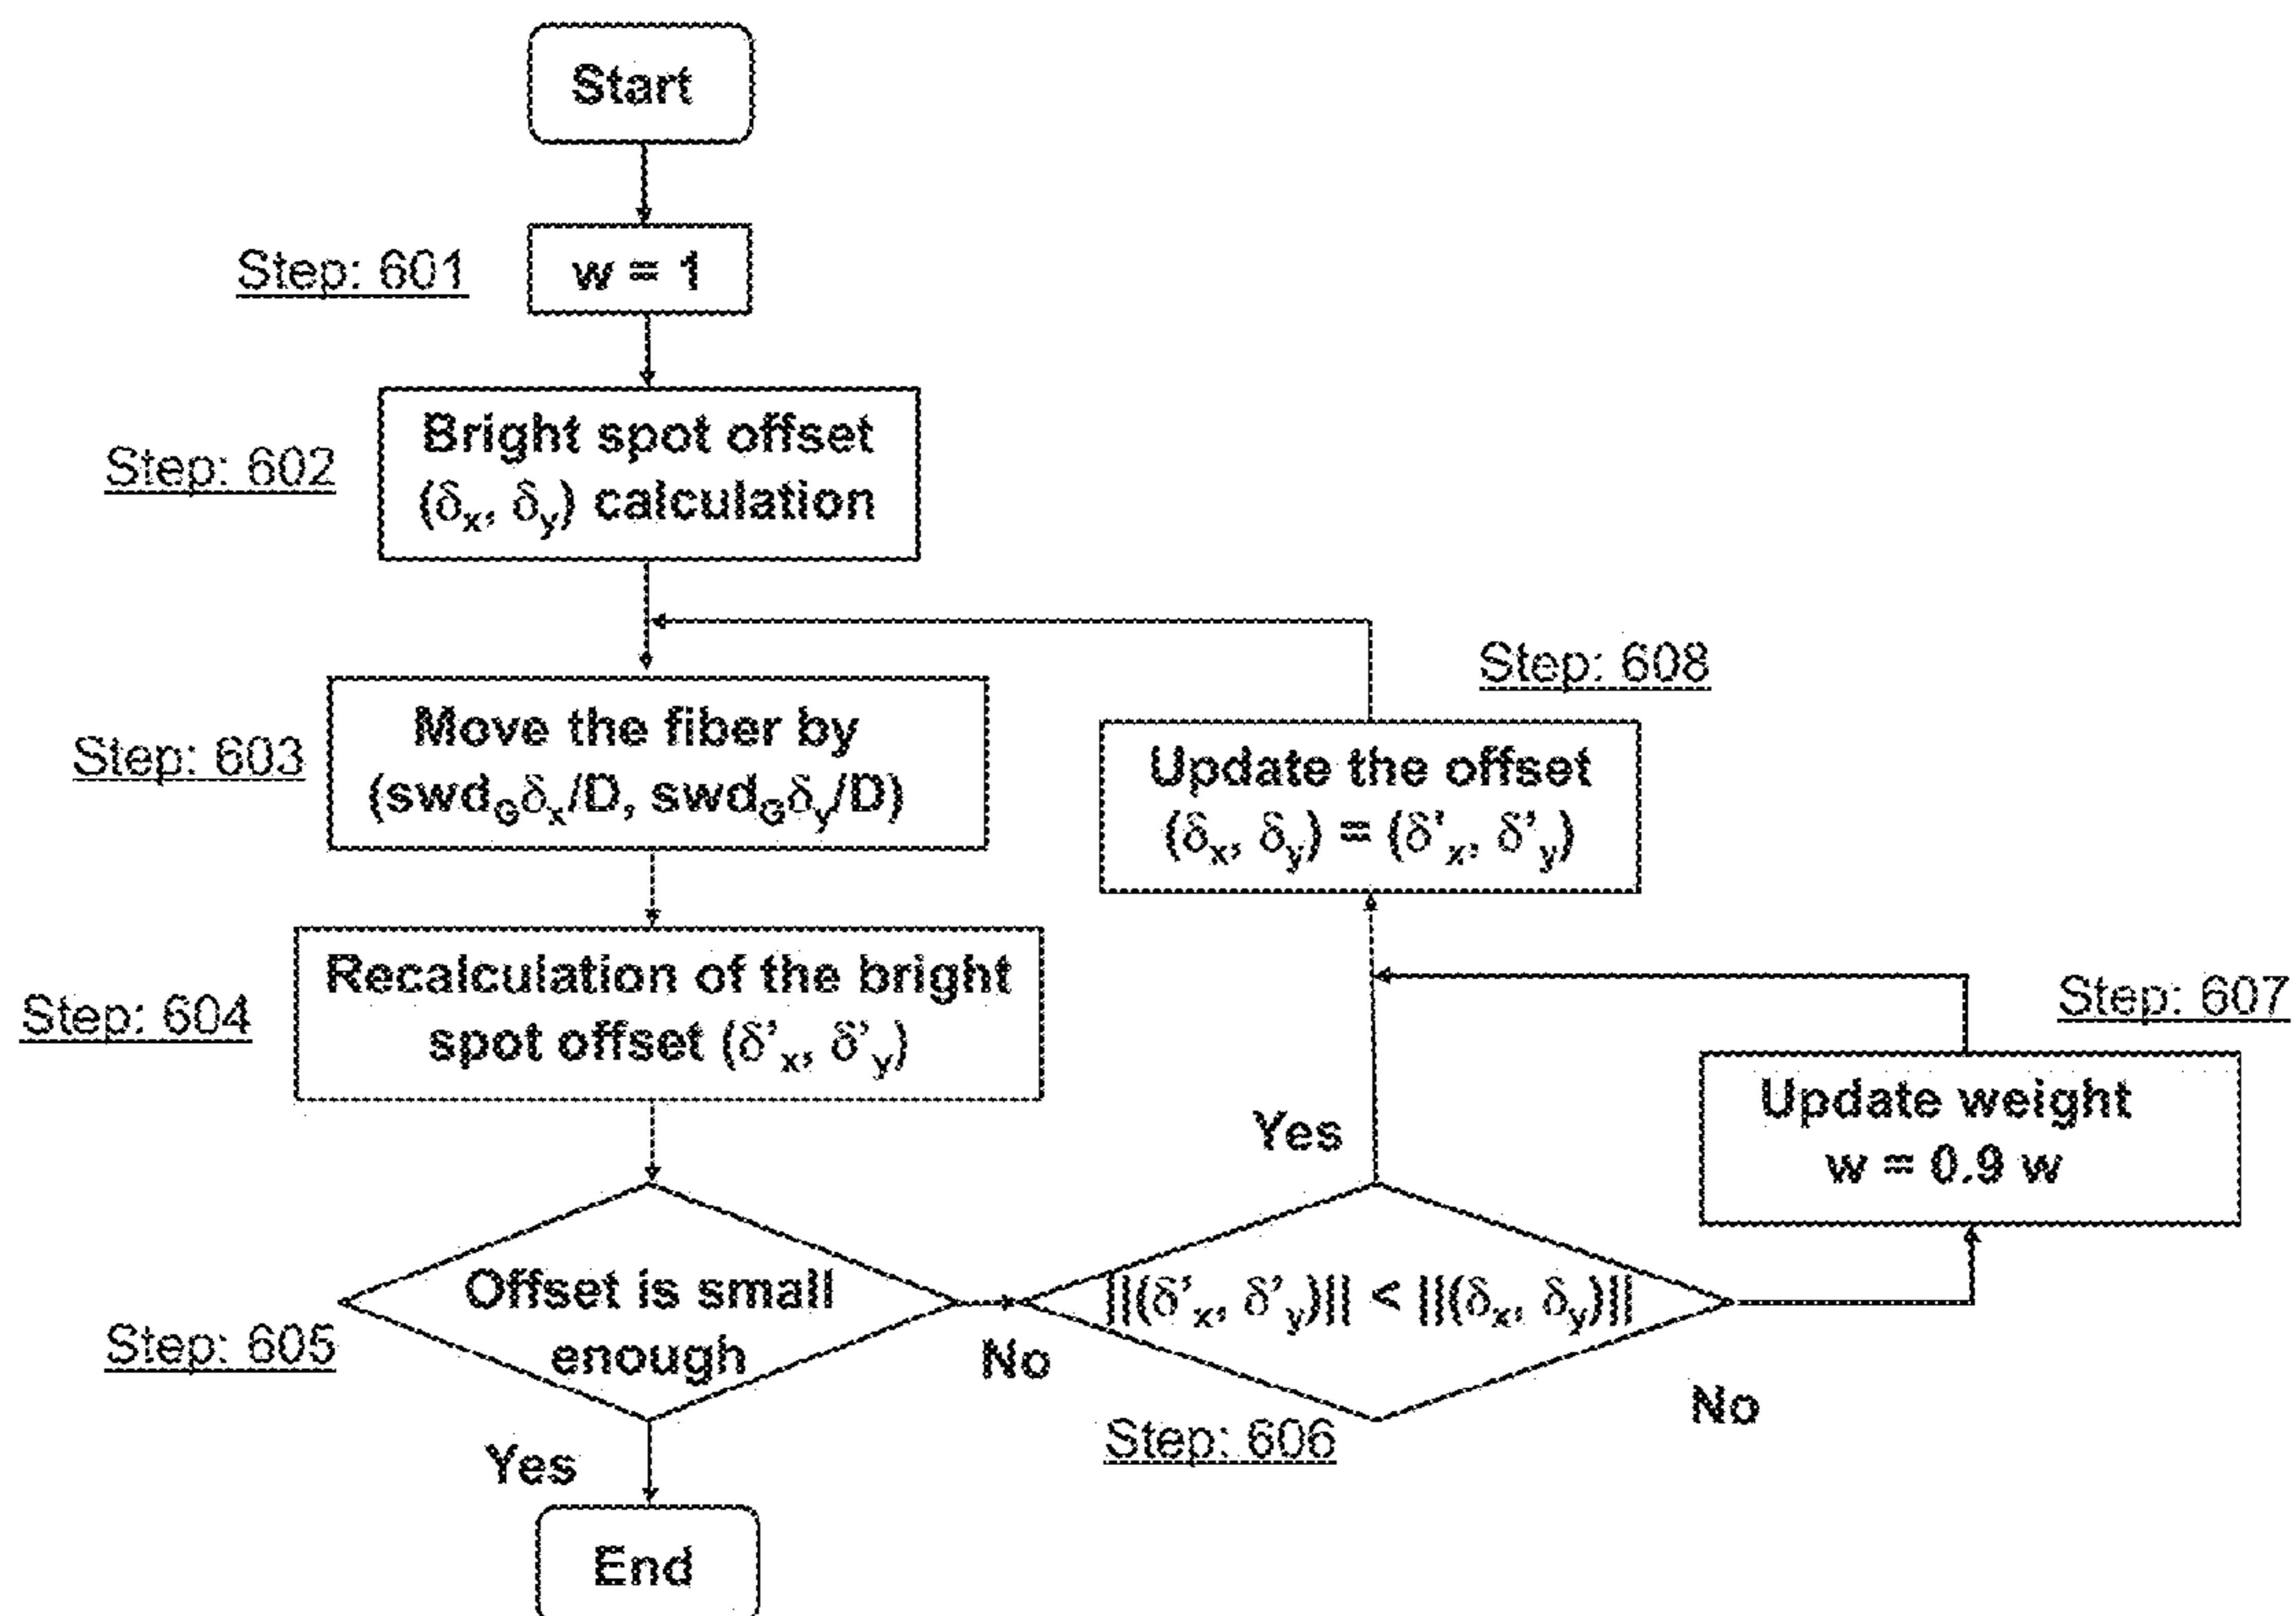 Start
Step: 601
w = 1
Step: 602
Bright spot offset
(δx, δy) calculation
Step: 603
Move the fiber by
(swdGδx/D, swdGδy/D)
Step: 608
Update the offset
(δx, δy) = (δ'x, δ'y)
Step: 604
Recalculation of the bright
spot offset (δ'x, δ'y)
Step: 607
Update weight
w = 0.9 w
Step: 605
Offset is small
enough
No
Yes
Step: 606
||(δ'x, δ'y)|| < ||(δx, δy)||
Yes
No
End